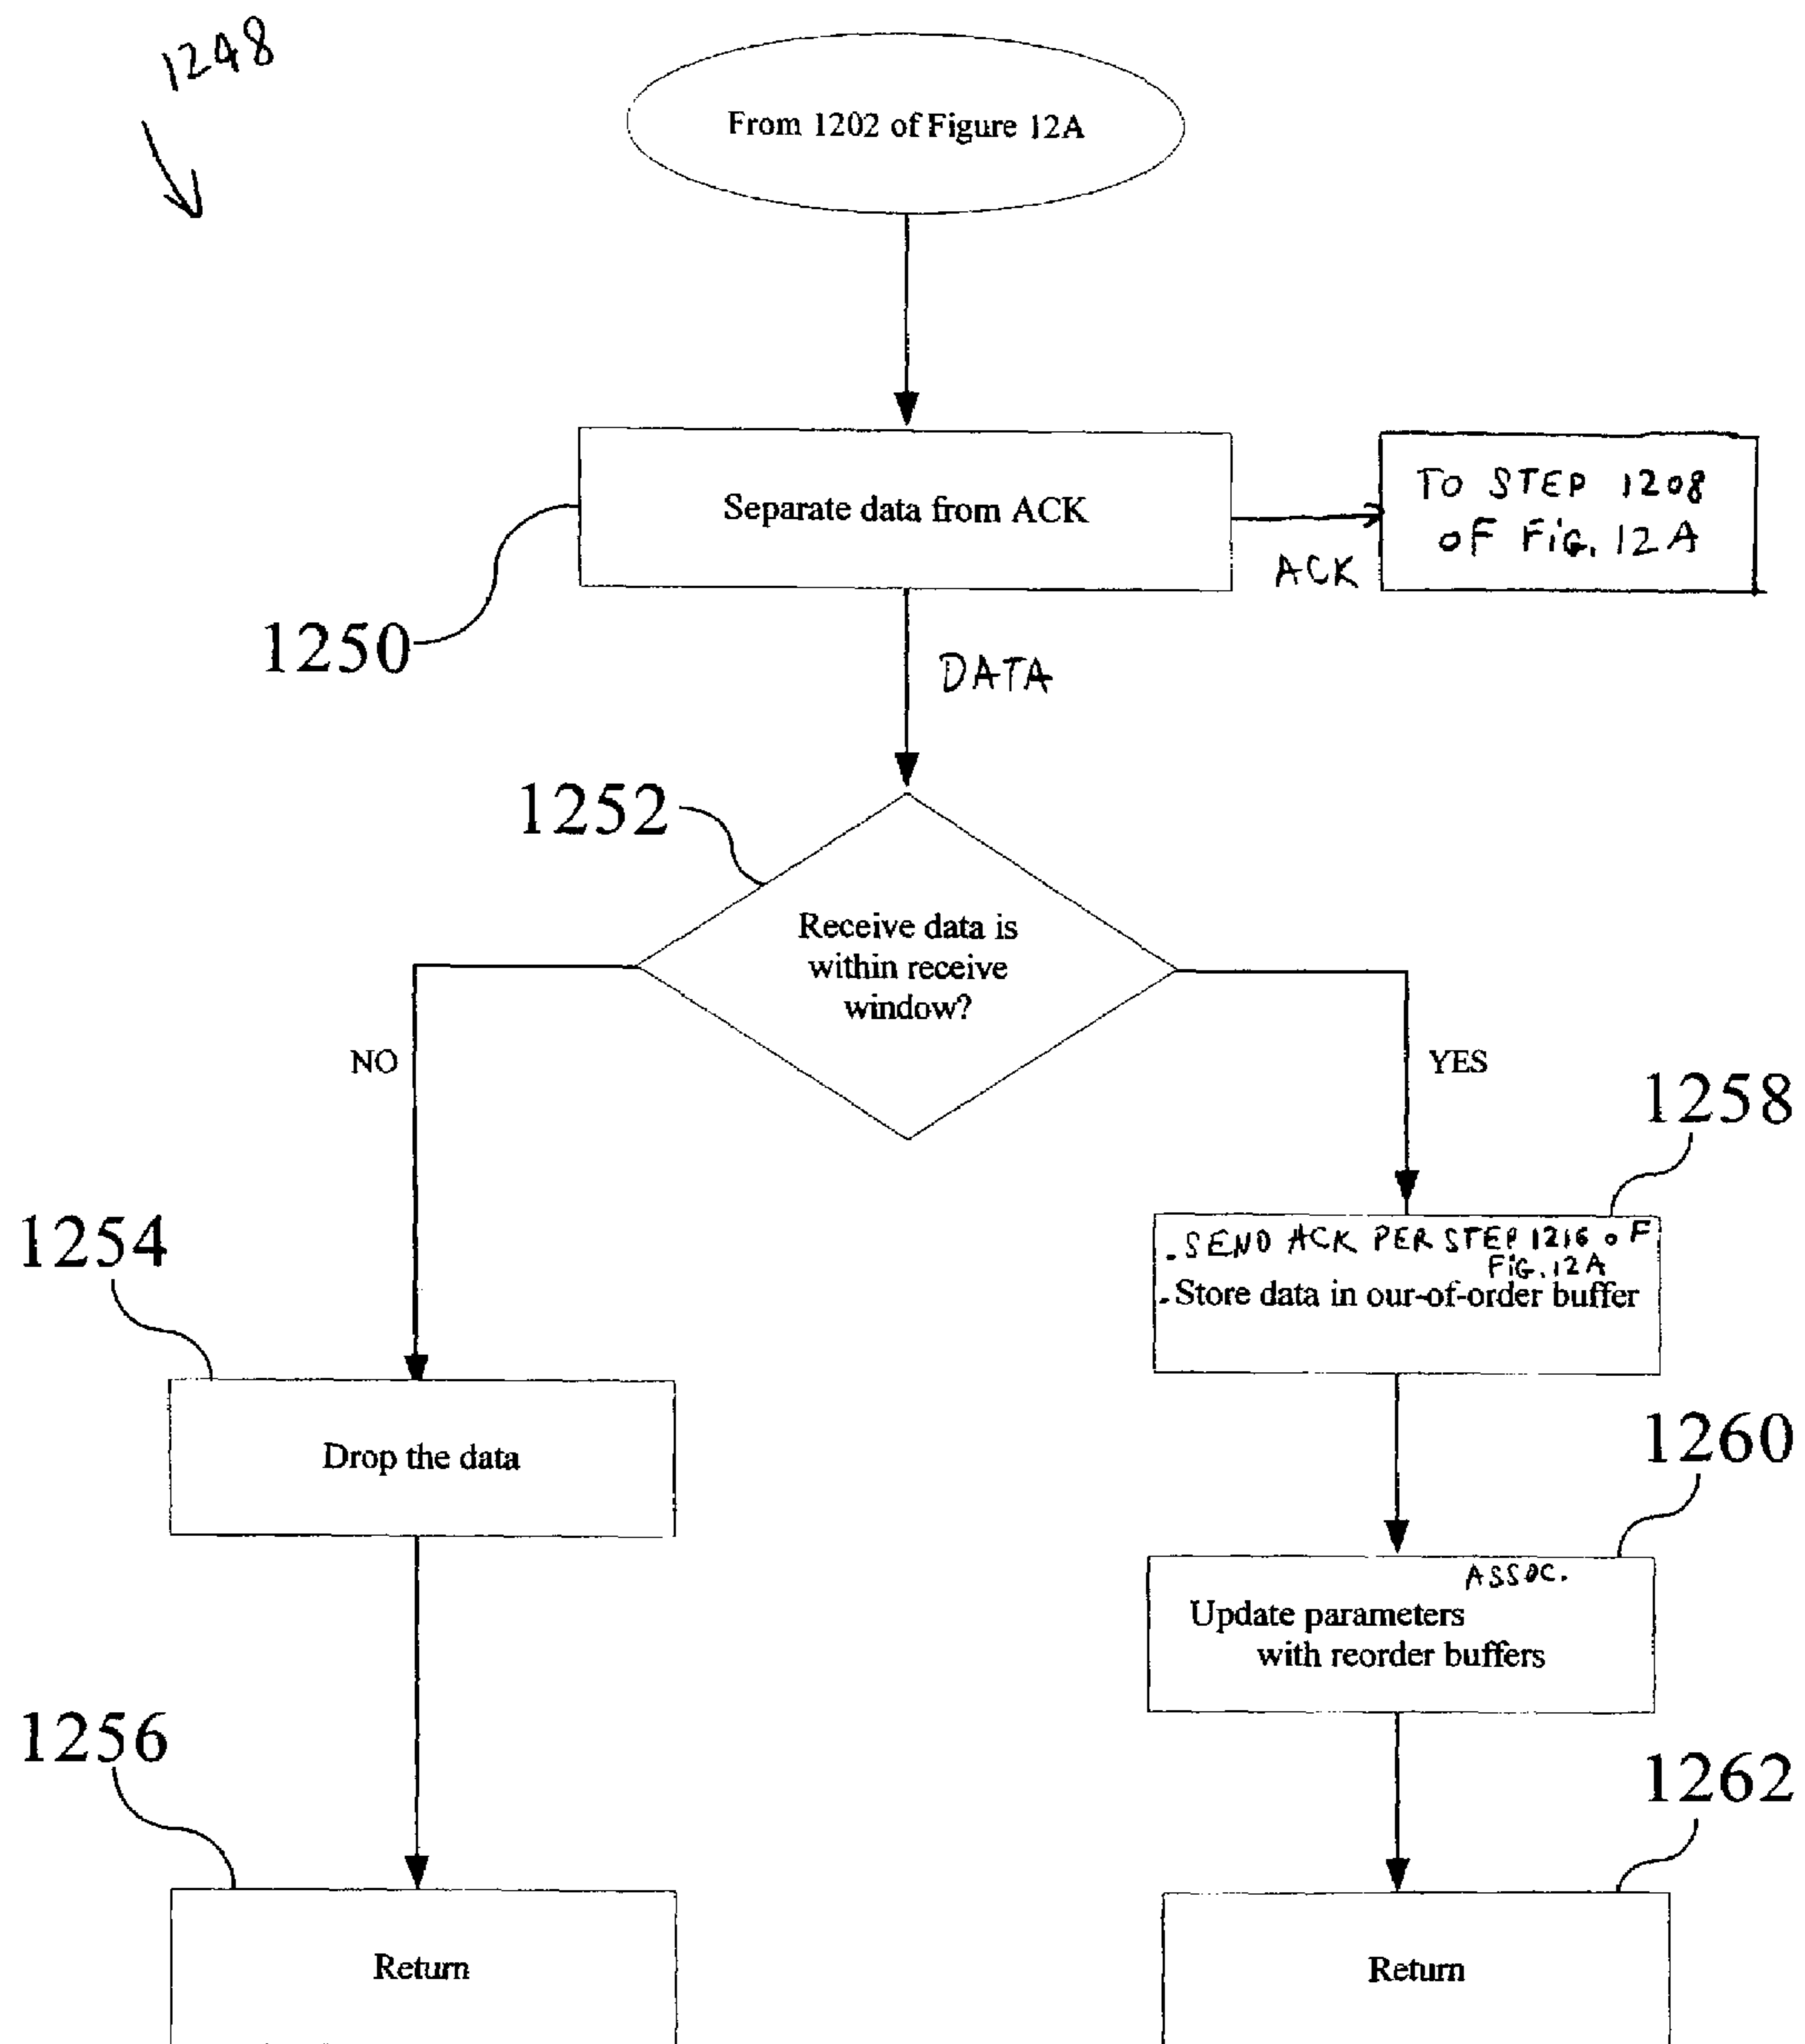 1248
From 1202 of Figure 12A
Separate data from ACK
TO STEP 1208
OF FiG. 12A
ACK
1250
DATA
1252
Receive data is
within receive
window?
NO
YES
1258
1254
- SEND ACK PER STEP 1216 OF
FiG. 12A
- Store data in our-of-order buffer
Drop the data
1260
ASSOC.
Update parameters
with reorder buffers
1256
1262
Return
Return